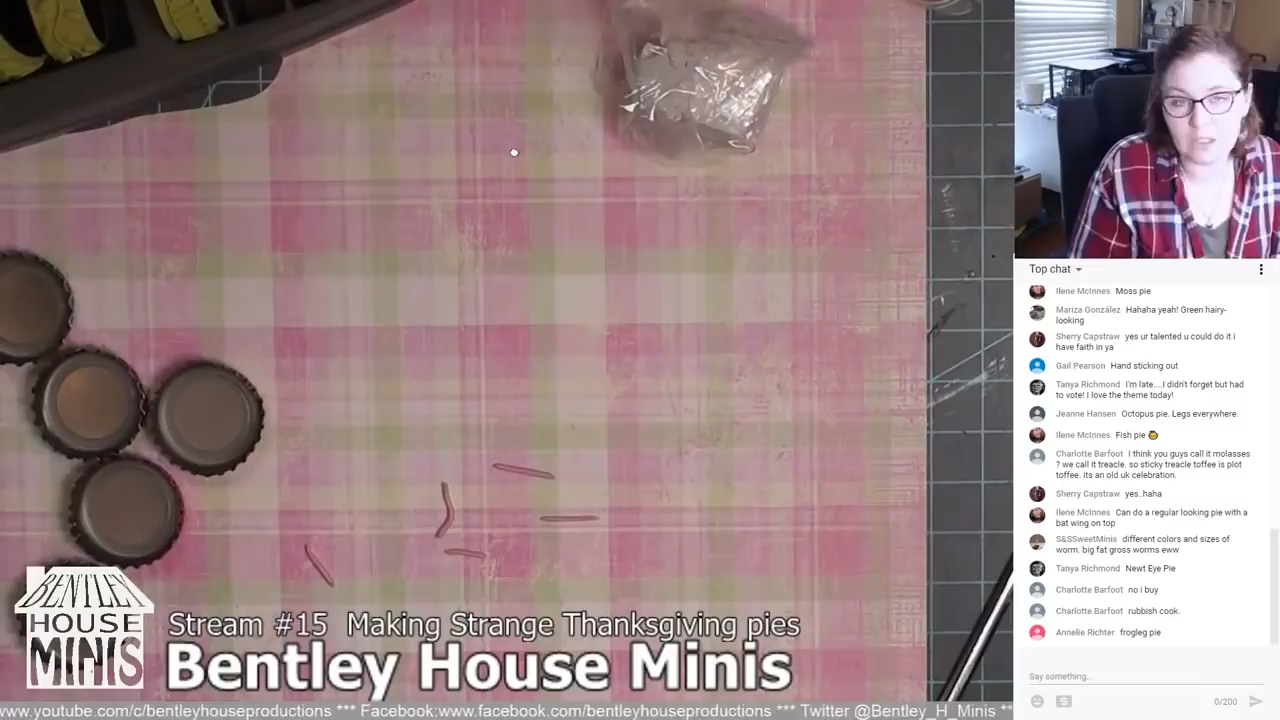 Top chat
Ilene McInnes Moss pie
Mariza González Hahaha yeah! Green hairy-
looking
Sherry Capstraw yes ur talented u could do it i
have faith in ya
Gail Pearson Hand sticking out
Tanya Richmond I'm late....I didn't forget but had
to vote! I love the theme today!
Jeanne Hansen Octopus pie. Legs everywhere.
Ilene McInnes Fish pie
Charlotte Barfoot I think you guys call it molasses
? we call it treacle. so sticky treacle toffee is plot
toffee. its an old uk celebration.
Sherry Capstraw yes..haha
Ilene McInnes Can do a regular looking pie with a
bat wing on top
S&SSweetMinis different colors and sizes of
worm. big fat gross worms eww
Tanya Richmond Newt Eye Pie
Charlotte Barfoot no i buy
Charlotte Barfoot rubbish cook.
Annelie Richter frogleg pie
Say something...
0/200
BENTLEY
HOUSE
MINIS
Stream #15 Making Strange Thanksgiving pies
Bentley House Minis
www.youtube.com/c/bentleyhouseproductions *** Facebook:www.facebook.com/bentleyhouseproductions *** Twitter @Bentley_H_Minis **